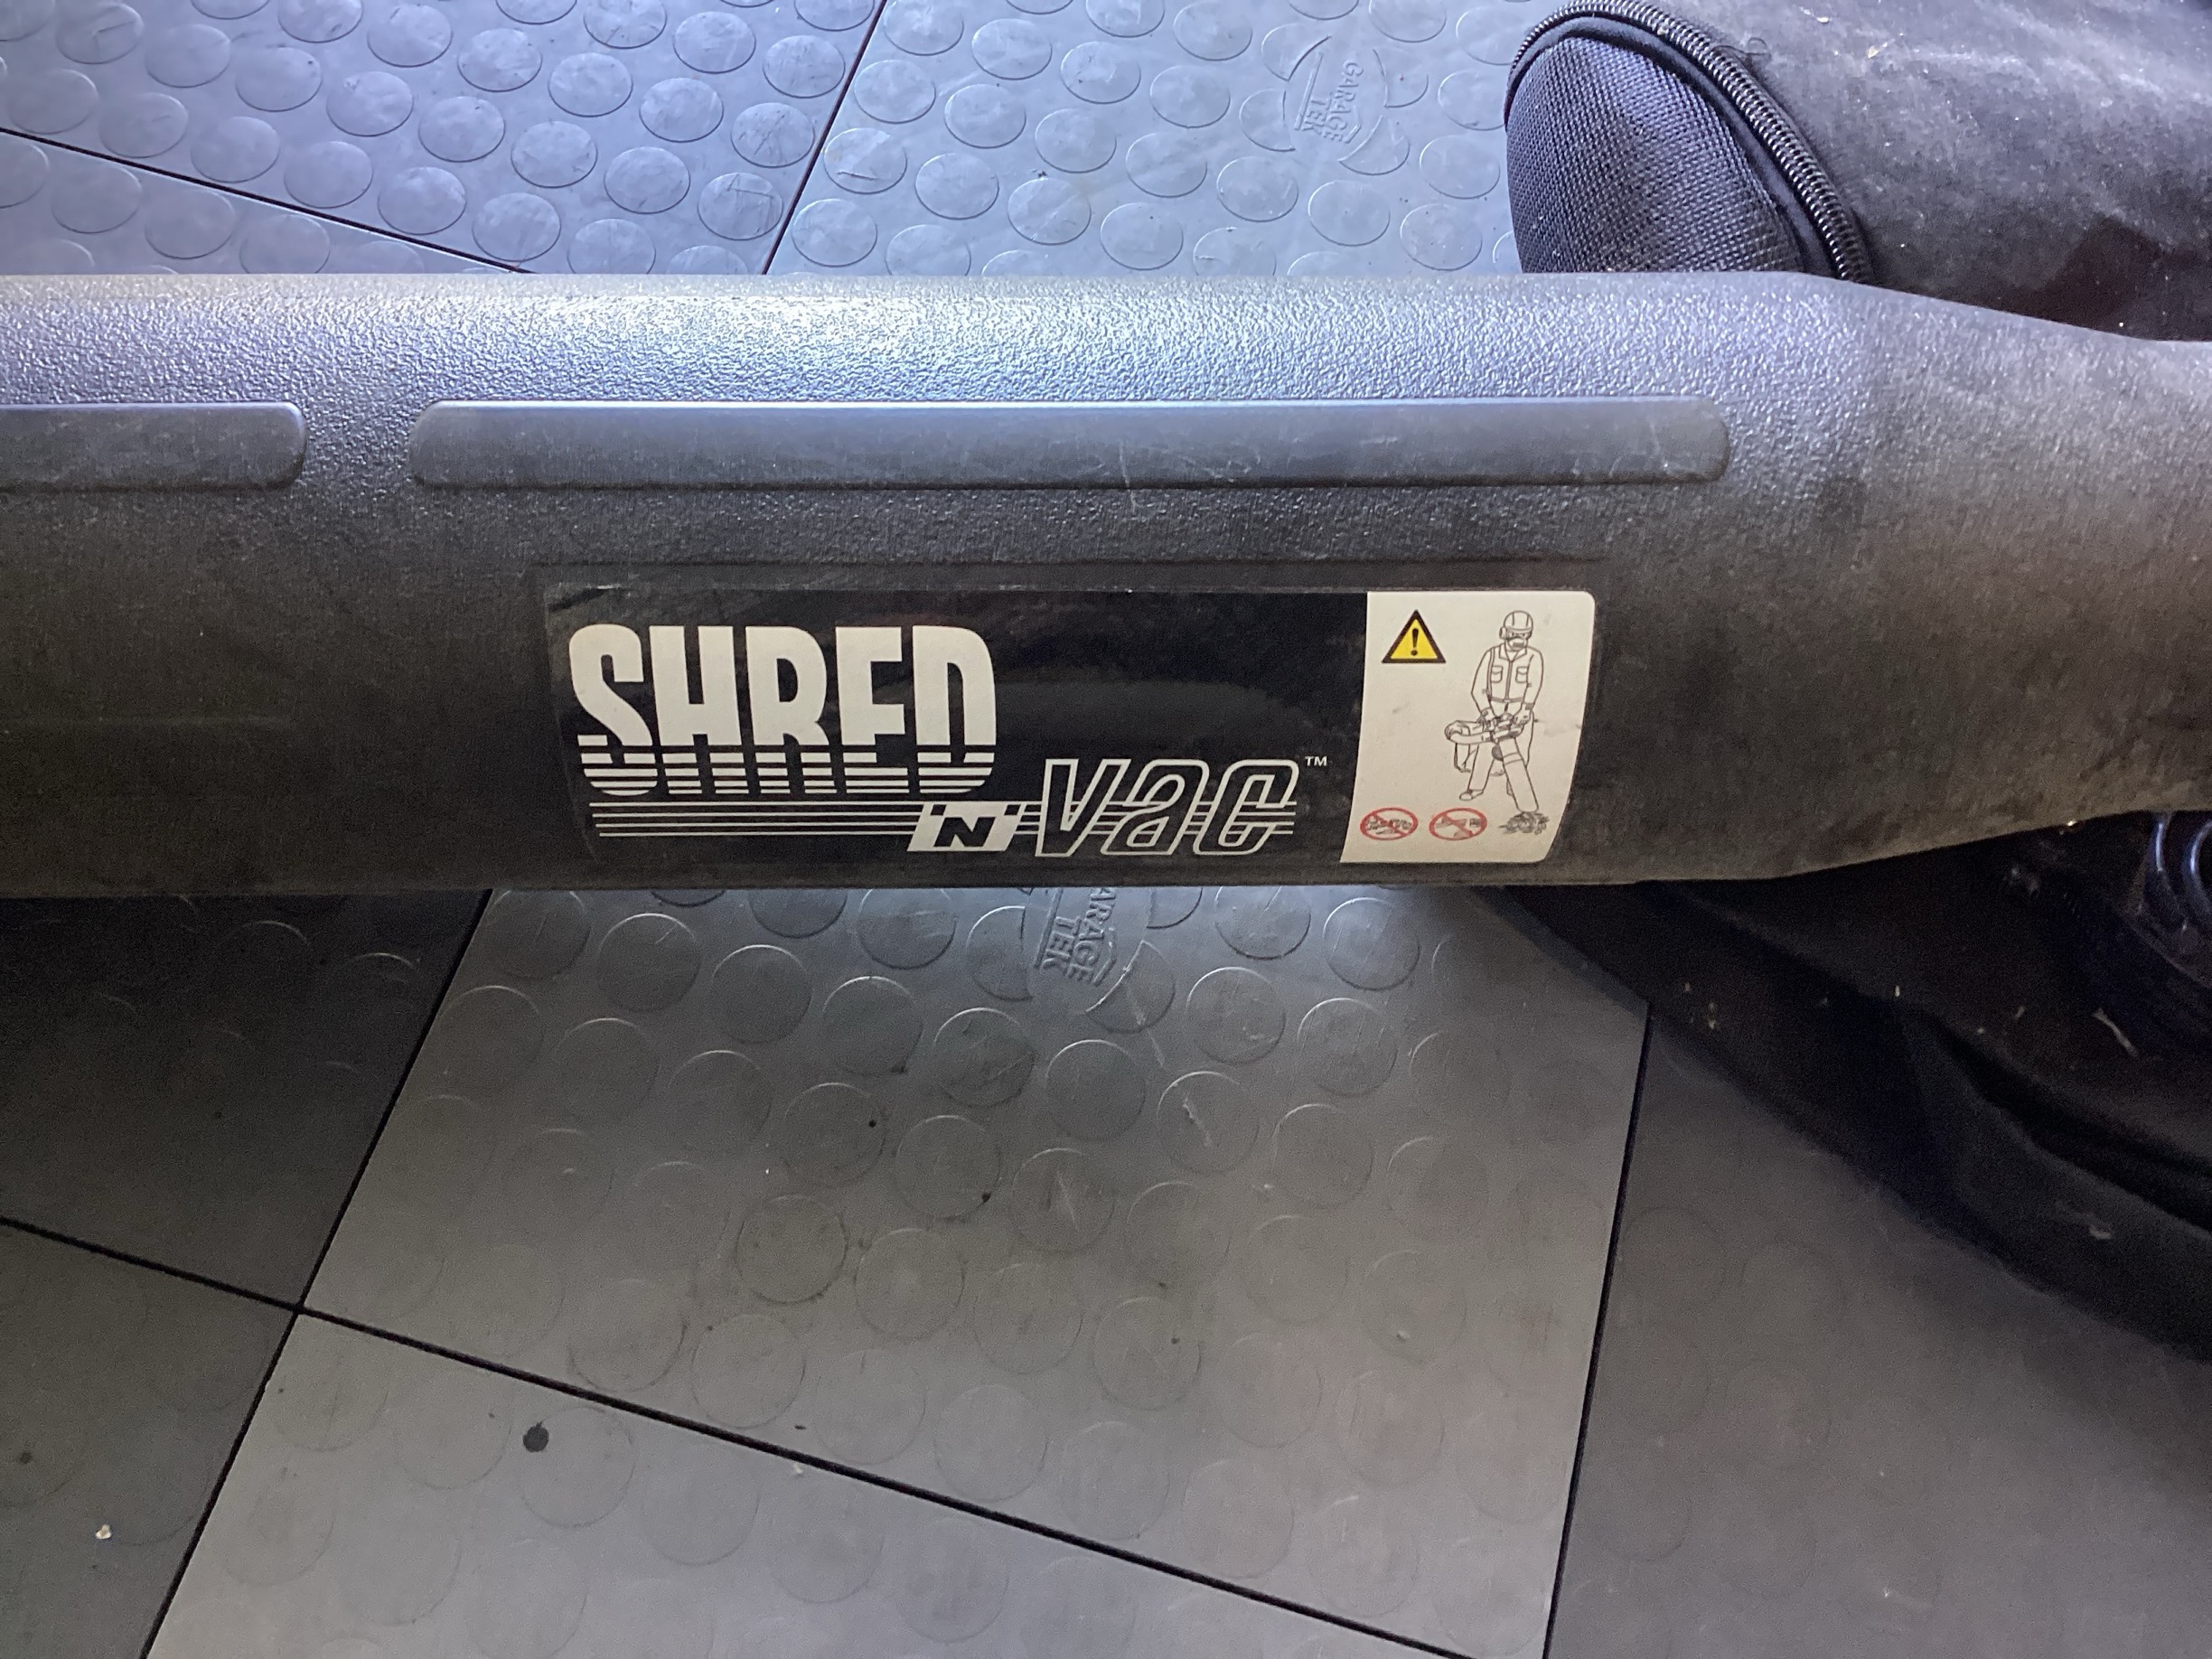 GARAGE
TEK
SHRED
'N' vac™
GARAGE
TEK